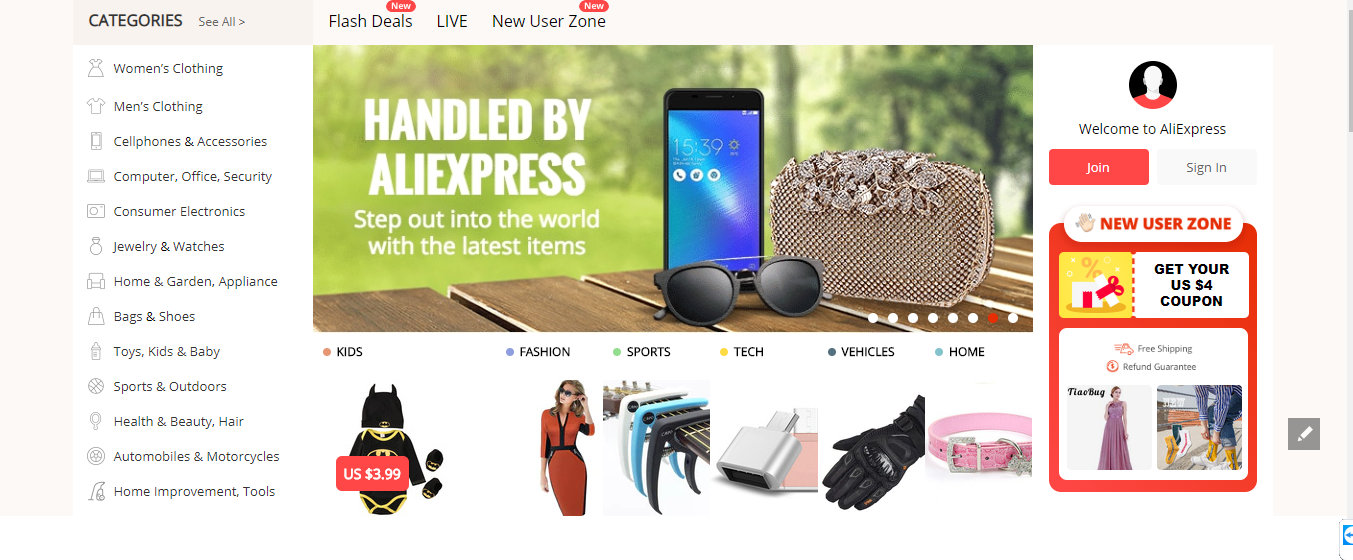 CATEGORIES See All >
Flash Deals New LIVE New User Zone New
Women's Clothing
Men's Clothing
Cellphones & Accessories
Computer, Office, Security
Consumer Electronics
Jewelry & Watches
Home & Garden, Appliance
Bags & Shoes
Toys, Kids & Baby
Sports & Outdoors
Health & Beauty, Hair
Automobiles & Motorcycles
Home Improvement, Tools
HANDLED BY
ALIEXPRESS
Step out into the world
with the latest items
15:39
KIDS FASHION SPORTS TECH VEHICLES HOME
US $3.99
Welcome to AliExpress
Join Sign In
NEW USER ZONE
%
GET YOUR
US $4
COUPON
Free Shipping
Refund Guarantee
TiaoBug
NEW